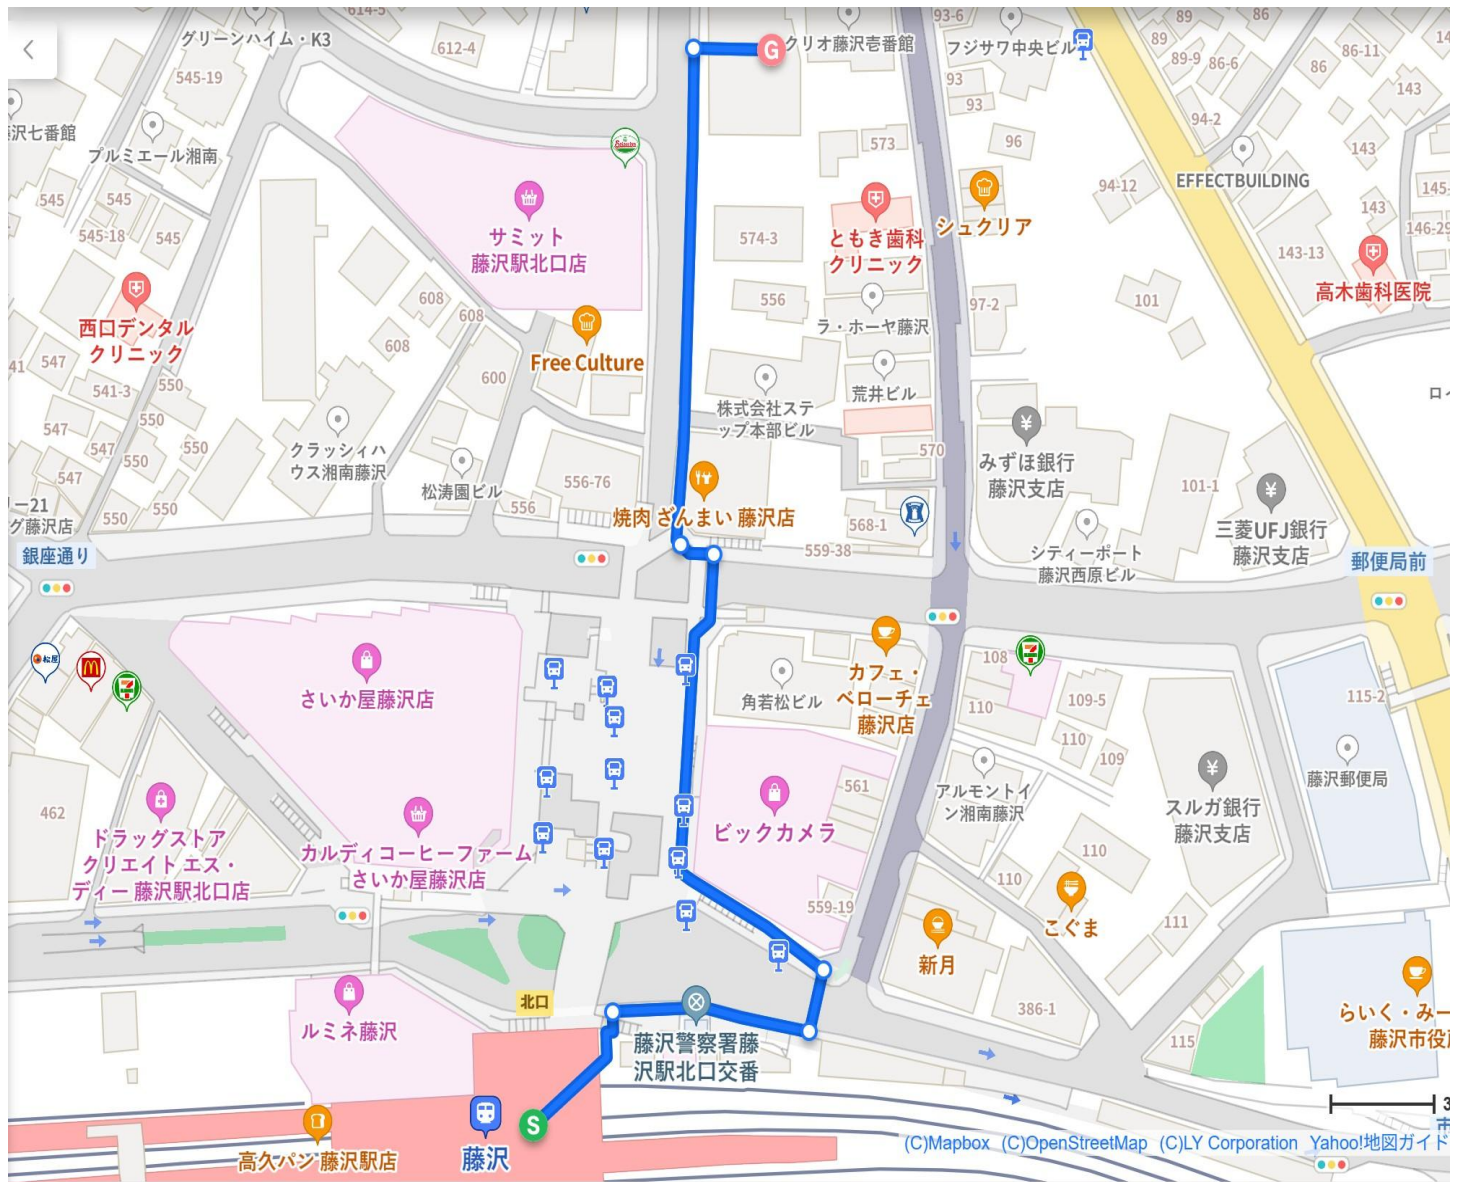 グリーンハイム・K3
614-5
612-4
クリオ藤沢壱番館
93-6
フジサワ中央ビル
89
86
G
545-19
89
89-9
86-6
86
86-11
143
93
93
94-2
沢七番館
プルミエール湘南
573
96
143
EFFECTBUILDING
545
545
94-12
143
545-18
545
サミット
藤沢駅北口店
574-3
ともき歯科
クリニック
シュクリア
146-29
143-13
高木歯科医院
608
608
556
97-2
101
西口デンタル
クリニック
ラ・ホーヤ藤沢
608
Free Culture
547
541-3
550
600
荒井ビル
株式会社ステ
ップ本部ビル
550
547
クラッシィハ
ウス湘南藤沢
547
550
550
570
みずほ銀行
藤沢支店
547
松涛園ビル
556-76
101-1
556
焼肉 ざんまい 藤沢店
568-1
三菱UFJ銀行
藤沢支店
ー21
グ藤沢店
550
550
559-38
シティーポート
藤沢西原ビル
銀座通り
郵便局前
松屋
さいか屋藤沢店
角若松ビル
カフェ・
ベローチェ
藤沢店
108
110
109-5
115-2
110
109
561
アルモントイ
ン湘南藤沢
藤沢郵便局
462
ビックカメラ
スルガ銀行
藤沢支店
ドラッグストア
クリエイト エス・
ディー 藤沢駅北口店
カルディコーヒーファーム
さいか屋藤沢店
110
110
559-19
こぐま
111
新月
北口
ルミネ藤沢
386-1
らいく・みー
藤沢市役
藤沢警察署藤
沢駅北口交番
115
S
高久パン 藤沢駅店
藤沢
(C)Mapbox (C)OpenStreetMap (C)LY Corporation Yahoo!地図ガイド